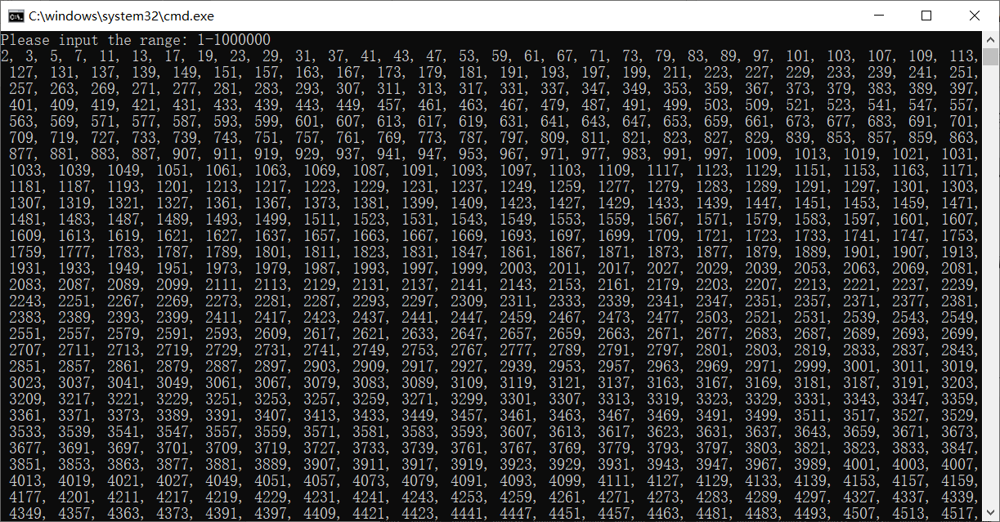 C:\windows\system32\cmd.exe
Please input the range: 1-1000000
2, 3, 5, 7, 11, 13, 17, 19, 23, 29, 31, 37, 41, 43, 47, 53, 59, 61, 67, 71, 73, 79, 83, 89, 97, 101, 103, 107, 109, 113,
127, 131, 137, 139, 149, 151, 157, 163, 167, 173, 179, 181, 191, 193, 197, 199, 211, 223, 227, 229, 233, 239, 241, 251,
257, 263, 269, 271, 277, 281, 283, 293, 307, 311, 313, 317, 331, 337, 347, 349, 353, 359, 367, 373, 379, 383, 389, 397,
401, 409, 419, 421, 431, 433, 439, 443, 449, 457, 461, 463, 467, 479, 487, 491, 499, 503, 509, 521, 523, 541, 547, 557,
563, 569, 571, 577, 587, 593, 599, 601, 607, 613, 617, 619, 631, 641, 643, 647, 653, 659, 661, 673, 677, 683, 691, 701,
709, 719, 727, 733, 739, 743, 751, 757, 761, 769, 773, 787, 797, 809, 811, 821, 823, 827, 829, 839, 853, 857, 859, 863,
877, 881, 883, 887, 907, 911, 919, 929, 937, 941, 947, 953, 967, 971, 977, 983, 991, 997, 1009, 1013, 1019, 1021, 1031,
1033, 1039, 1049, 1051, 1061, 1063, 1069, 1087, 1091, 1093, 1097, 1103, 1109, 1117, 1123, 1129, 1151, 1153, 1163, 1171,
1181, 1187, 1193, 1201, 1213, 1217, 1223, 1229, 1231, 1237, 1249, 1259, 1277, 1279, 1283, 1289, 1291, 1297, 1301, 1303,
1307, 1319, 1321, 1327, 1361, 1367, 1373, 1381, 1399, 1409, 1423, 1427, 1429, 1433, 1439, 1447, 1451, 1453, 1459, 1471,
1481, 1483, 1487, 1489, 1493, 1499, 1511, 1523, 1531, 1543, 1549, 1553, 1559, 1567, 1571, 1579, 1583, 1597, 1601, 1607,
1609, 1613, 1619, 1621, 1627, 1637, 1657, 1663, 1667, 1669, 1693, 1697, 1699, 1709, 1721, 1723, 1733, 1741, 1747, 1753,
1759, 1777, 1783, 1787, 1789, 1801, 1811, 1823, 1831, 1847, 1861, 1867, 1871, 1873, 1877, 1879, 1889, 1901, 1907, 1913,
1931, 1933, 1949, 1951, 1973, 1979, 1987, 1993, 1997, 1999, 2003, 2011, 2017, 2027, 2029, 2039, 2053, 2063, 2069, 2081,
2083, 2087, 2089, 2099, 2111, 2113, 2129, 2131, 2137, 2141, 2143, 2153, 2161, 2179, 2203, 2207, 2213, 2221, 2237, 2239,
2243, 2251, 2267, 2269, 2273, 2281, 2287, 2293, 2297, 2309, 2311, 2333, 2339, 2341, 2347, 2351, 2357, 2371, 2377, 2381,
2383, 2389, 2393, 2399, 2411, 2417, 2423, 2437, 2441, 2447, 2459, 2467, 2473, 2477, 2503, 2521, 2531, 2539, 2543, 2549,
2551, 2557, 2579, 2591, 2593, 2609, 2617, 2621, 2633, 2647, 2657, 2659, 2663, 2671, 2677, 2683, 2687, 2689, 2693, 2699,
2707, 2711, 2713, 2719, 2729, 2731, 2741, 2749, 2753, 2767, 2777, 2789, 2791, 2797, 2801, 2803, 2819, 2833, 2837, 2843,
2851, 2857, 2861, 2879, 2887, 2897, 2903, 2909, 2917, 2927, 2939, 2953, 2957, 2963, 2969, 2971, 2999, 3001, 3011, 3019,
3023, 3037, 3041, 3049, 3061, 3067, 3079, 3083, 3089, 3109, 3119, 3121, 3137, 3163, 3167, 3169, 3181, 3187, 3191, 3203,
3209, 3217, 3221, 3229, 3251, 3253, 3257, 3259, 3271, 3299, 3301, 3307, 3313, 3319, 3323, 3329, 3331, 3343, 3347, 3359,
3361, 3371, 3373, 3389, 3391, 3407, 3413, 3433, 3449, 3457, 3461, 3463, 3467, 3469, 3491, 3499, 3511, 3517, 3527, 3529,
3533, 3539, 3541, 3547, 3557, 3559, 3571, 3581, 3583, 3593, 3607, 3613, 3617, 3623, 3631, 3637, 3643, 3659, 3671, 3673,
3677, 3691, 3697, 3701, 3709, 3719, 3727, 3733, 3739, 3761, 3767, 3769, 3779, 3793, 3797, 3803, 3821, 3823, 3833, 3847,
3851, 3853, 3863, 3877, 3881, 3889, 3907, 3911, 3917, 3919, 3923, 3929, 3931, 3943, 3947, 3967, 3989, 4001, 4003, 4007,
4013, 4019, 4021, 4027, 4049, 4051, 4057, 4073, 4079, 4091, 4093, 4099, 4111, 4127, 4129, 4133, 4139, 4153, 4157, 4159,
4177, 4201, 4211, 4217, 4219, 4229, 4231, 4241, 4243, 4253, 4259, 4261, 4271, 4273, 4283, 4289, 4297, 4327, 4337, 4339,
4349, 4357, 4363, 4373, 4391, 4397, 4409, 4421, 4423, 4441, 4447, 4451, 4457, 4463, 4481, 4483, 4493, 4507, 4513, 4517,